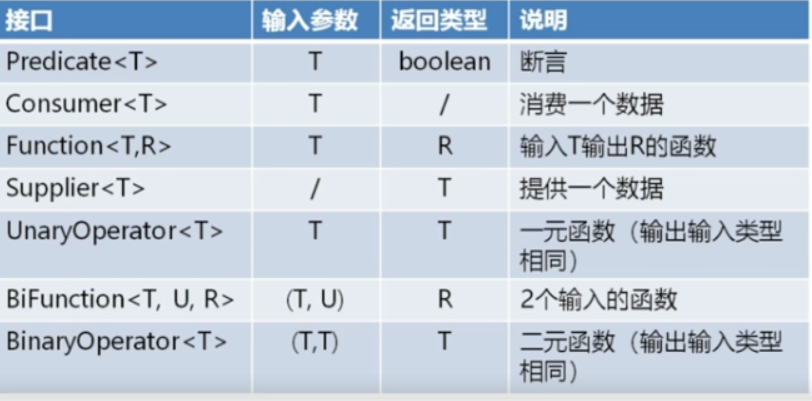 接口 输入参数 返回类型 说明
Predicate<T> T boolean 断言
Consumer<T> T / 消费一个数据
Function<T,R> T R 输入T输出R的函数
Supplier<T> / T 提供一个数据
UnaryOperator<T> T T 一元函数（输出输入类型
相同）
BiFunction<T, U, R> (T, U) R 2个输入的函数
BinaryOperator<T> (T,T) T 二元函数（输出输入类型
相同）